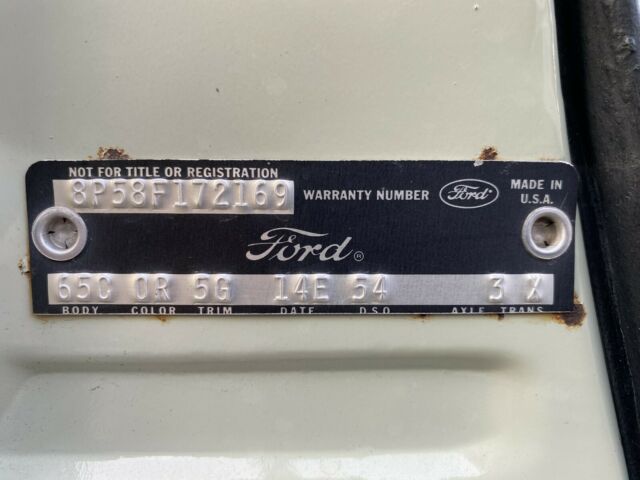 NOT FOR TITLE OR REGISTRATION
8P58F172169 WARRANTY NUMBER Ford MADE IN U.S.A.
Ford®
65C OR 5G 14E 54 3 X
BODY COLOR TRIM DATE D.S.O. AXLE TRANS.